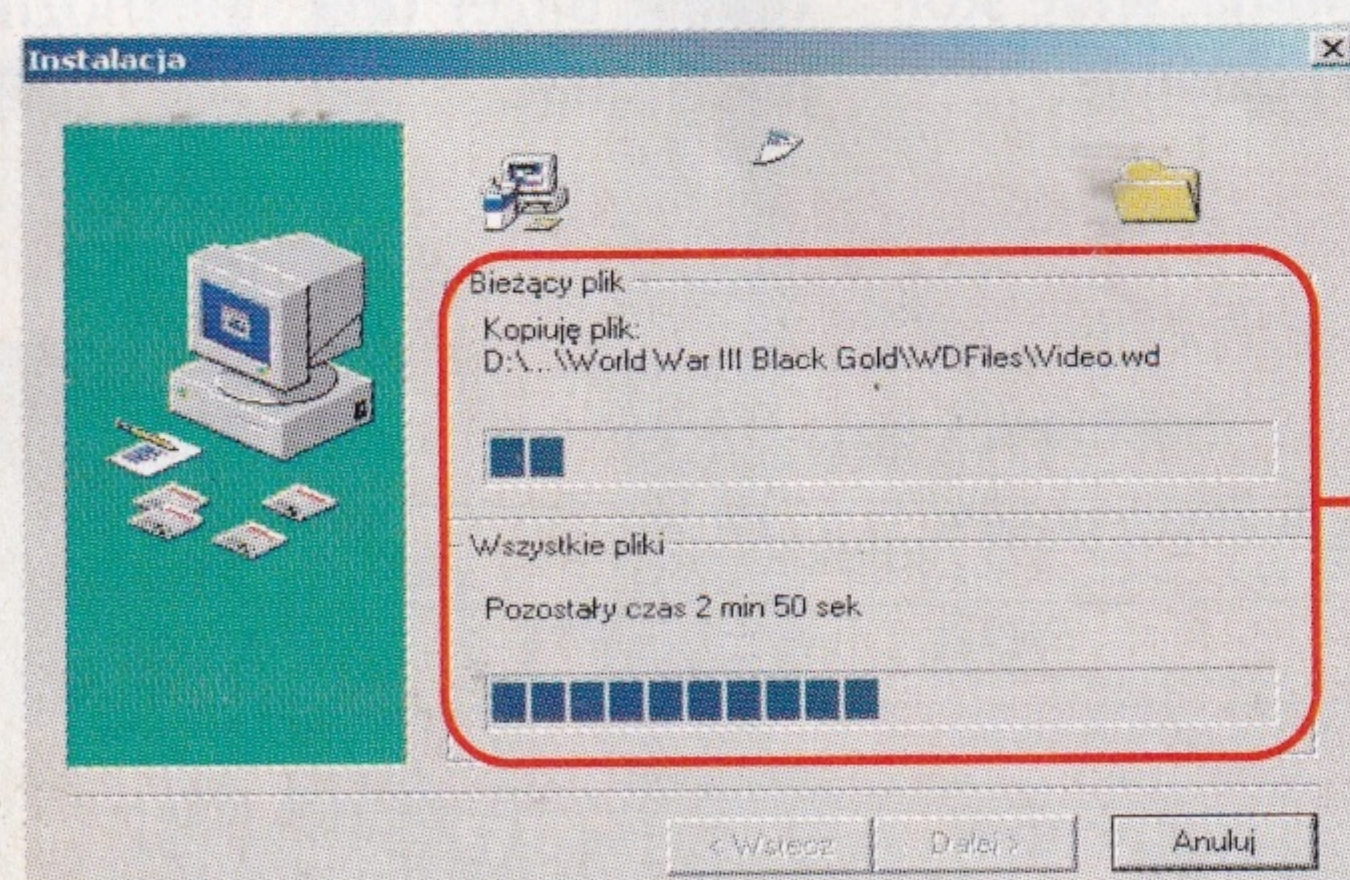 Instalacja
Bieżący plik
Kopiuję plik:
D:\...\World War III Black Gold\WDFiles\Video.wd
Wszystkie pliki
Pozostały czas 2 min 50 sek
< Wstecz Dalej > Anuluj